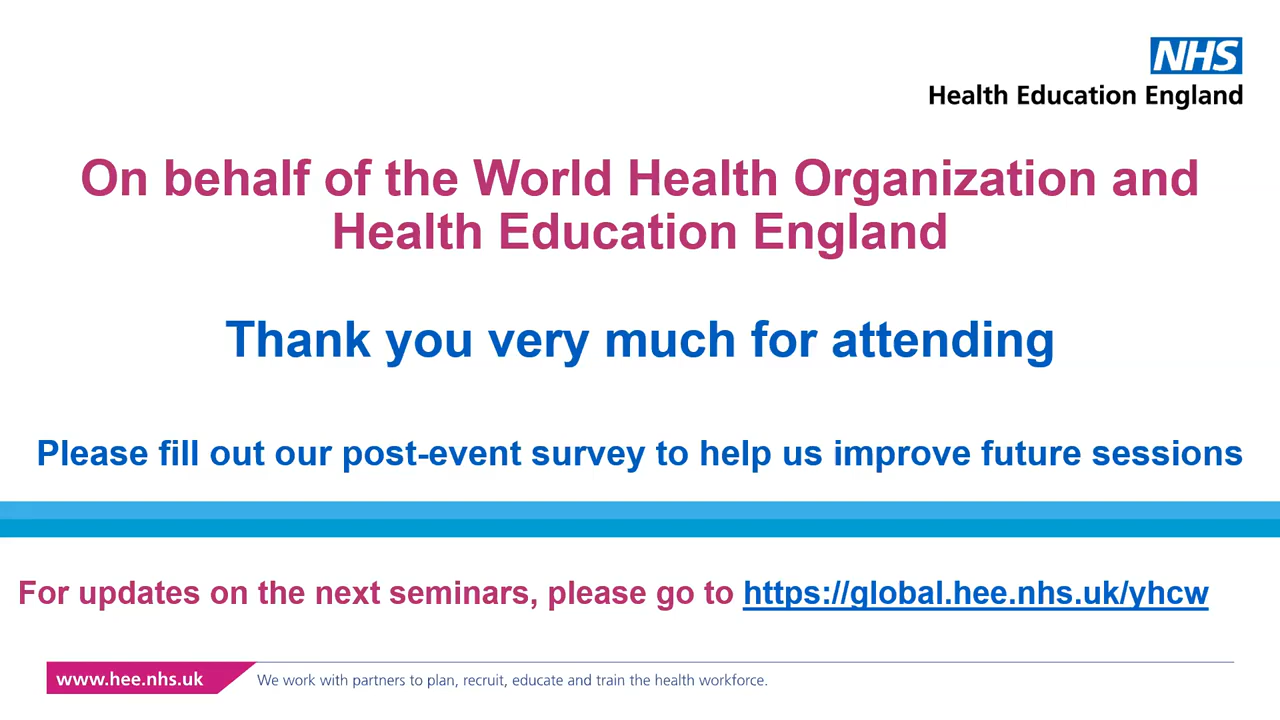 NHS
Health Education England
On behalf of the World Health Organization and
Health Education England
Thank you very much for attending
Please fill out our post-event survey to help us improve future sessions
For updates on the next seminars, please go to https://global.hee.nhs.uk/yhcw
www.hee.nhs.uk We work with partners to plan, recruit, educate and train the health workforce.